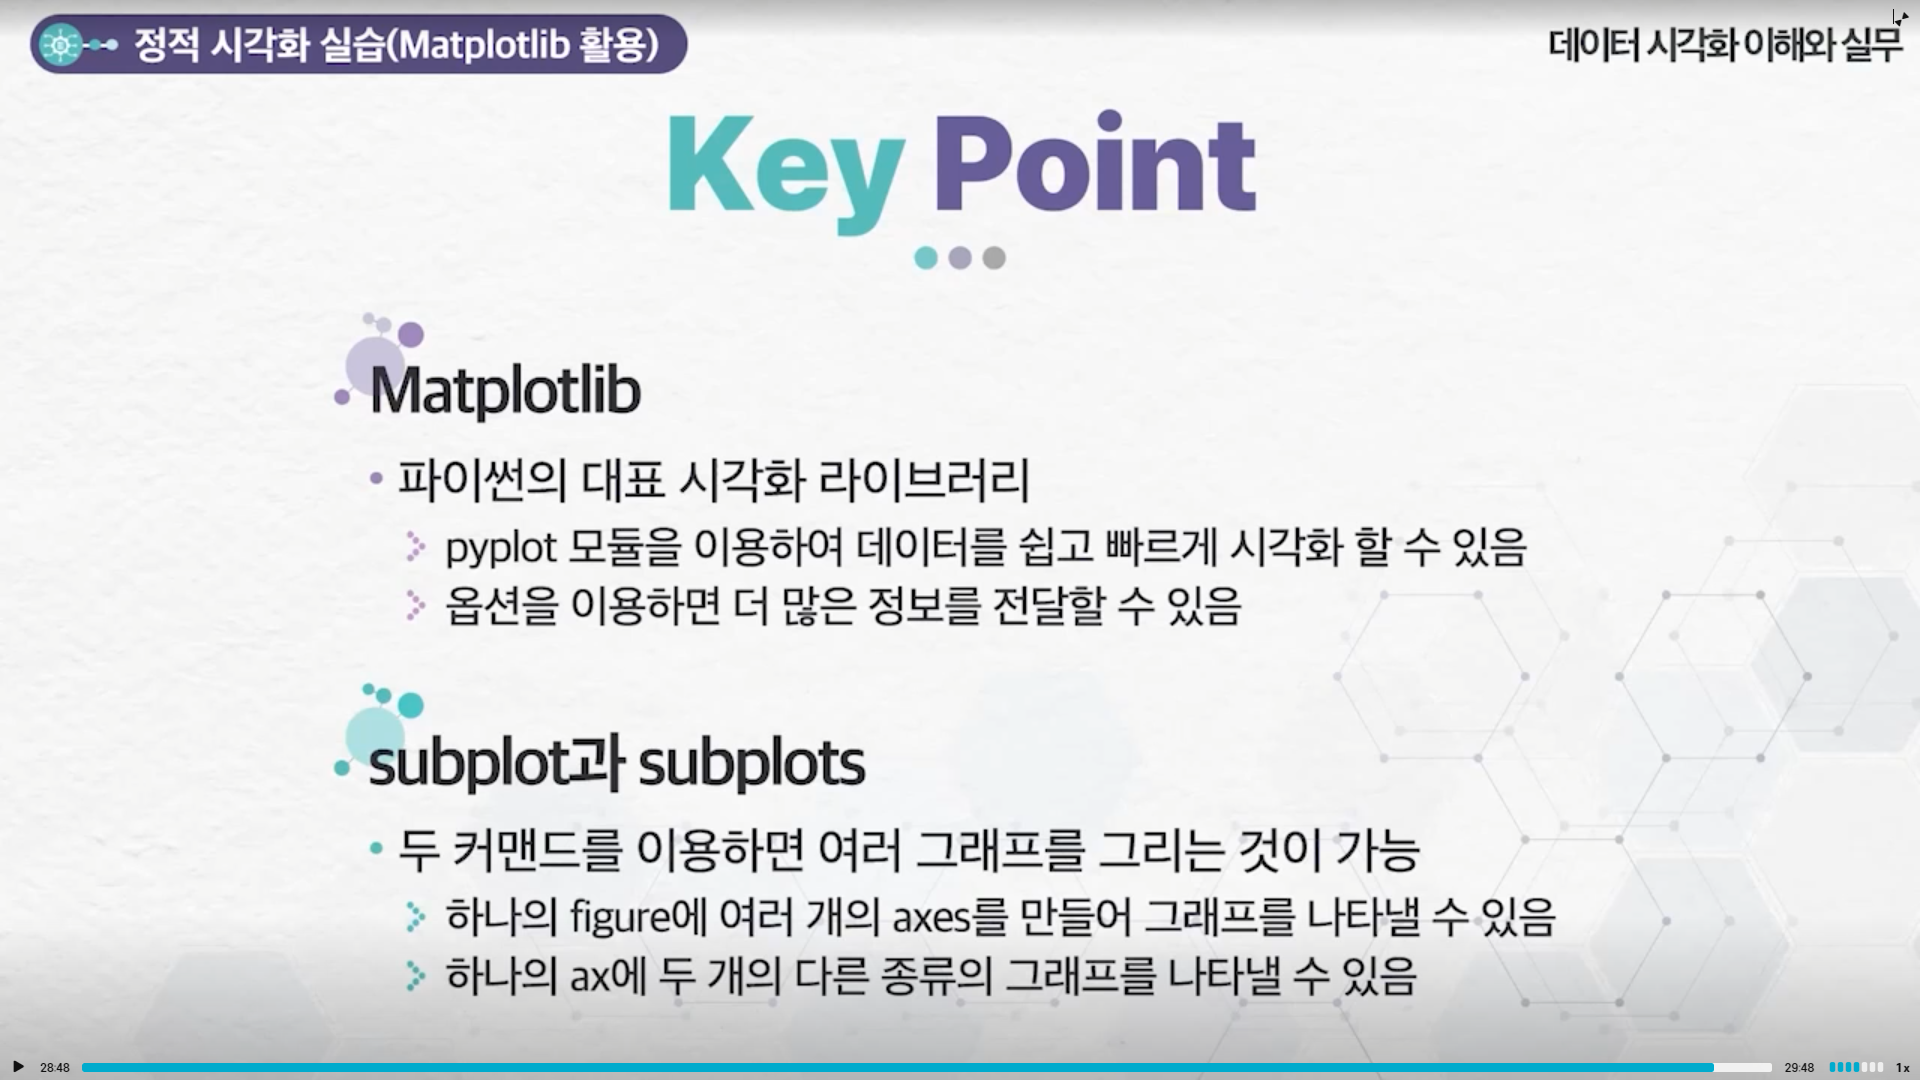 정적 시각화 실습(Matplotlib 활용)
데이터 시각화 이해와 실무
Key Point
Matplotlib
• 파이썬의 대표 시각화 라이브러리
pyplot 모듈을 이용하여 데이터를 쉽고 빠르게 시각화 할 수 있음
옵션을 이용하면 더 많은 정보를 전달할 수 있음
subplot과 subplots
• 두 커맨드를 이용하면 여러 그래프를 그리는 것이 가능
하나의 figure에 여러 개의 axes를 만들어 그래프를 나타낼 수 있음
하나의 ax에 두 개의 다른 종류의 그래프를 나타낼 수 있음
28:48
29:48
1x